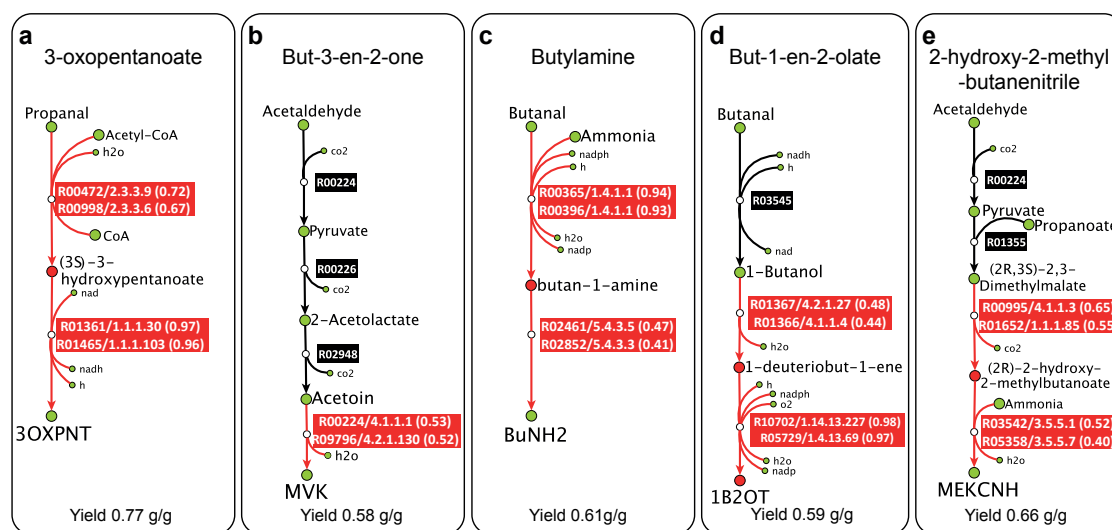 a
3-oxopentanoate
Propanal
Acetyl-CoA
h2o
R00472/2.3.3.9 (0.72)
R00998/2.3.3.6 (0.67)
CoA
(3S)-3-
hydroxypentanoate
nad
R01361/1.1.1.30 (0.97)
R01465/1.1.1.103 (0.96)
nadh
h
3OXPNT
Yield 0.77 g/g
b
But-3-en-2-one
Acetaldehyde
co2
R00224
Pyruvate
R00226
co2
2-Acetolactate
R02948
co2
Acetoin
R00224/4.1.1.1 (0.53)
R09796/4.2.1.130 (0.52)
h2o
MVK
Yield 0.58 g/g
c
Butylamine
Butanal
Ammonia
nadph
h
R00365/1.4.1.1 (0.94)
R00396/1.4.1.1 (0.93)
h2o
nadp
butan-1-amine
R02461/5.4.3.5 (0.47)
R02852/5.4.3.3 (0.41)
BuNH2
Yield 0.61g/g
d
But-1-en-2-olate
Butanal
nadh
h
R03545
nad
1-Butanol
R01367/4.2.1.27 (0.48)
R01366/4.1.1.4 (0.44)
h2o
1-deuteriobut-1-ene
h
nadph
o2
R10702/1.14.13.227 (0.98)
R05729/1.4.13.69 (0.97)
h2o
nadp
1B2OT
Yield 0.59 g/g
e
2-hydroxy-2-methyl
-butanenitrile
Acetaldehyde
co2
R00224
Pyruvate
Propanoate
R01355
(2R,3S)-2,3-
Dimethylmalate
R00995/4.1.1.3 (0.65)
R01652/1.1.1.85 (0.55)
co2
(2R)-2-hydroxy-
2-methylbutanoate
Ammonia
R03542/3.5.5.1 (0.52)
R05358/3.5.5.7 (0.40)
h2o
MEKCNH
Yield 0.66 g/g